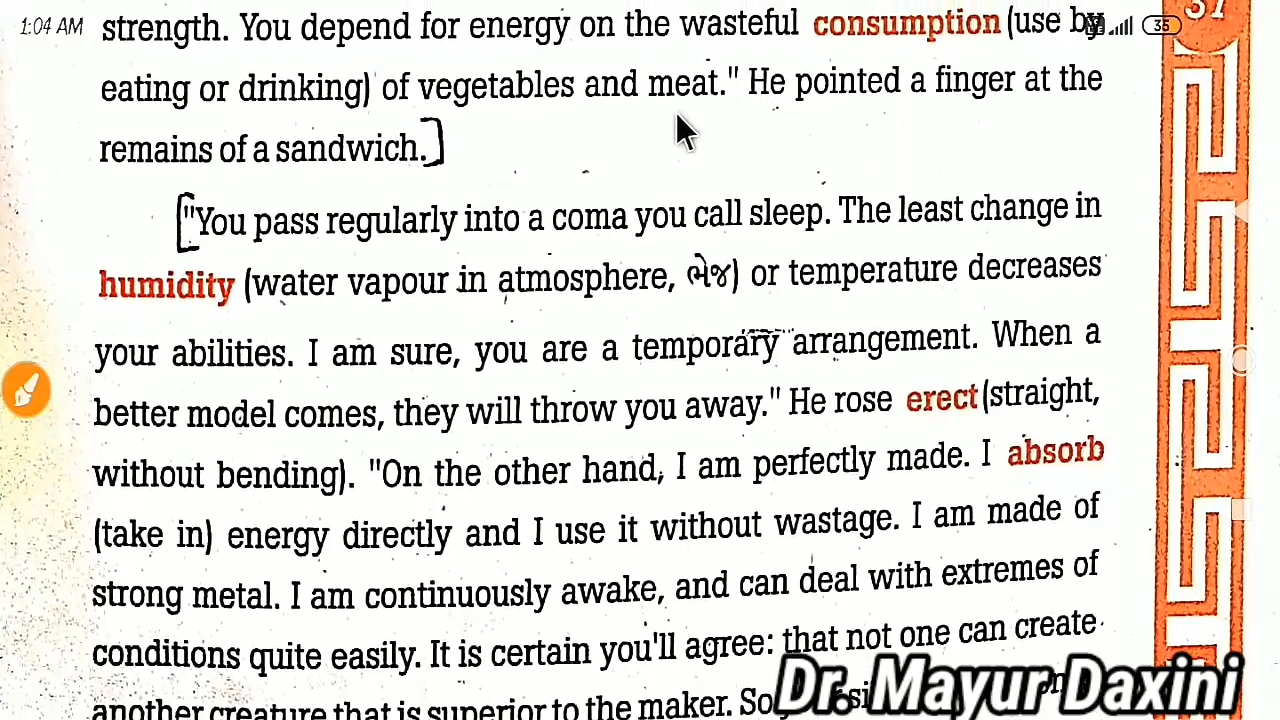 37
1:04 AM
35
strength. You depend for energy on the wasteful consumption (use by
eating or drinking) of vegetables and meat." He pointed a finger at the
remains of a sandwich.]
["You pass regularly into a coma you call sleep. The least change in
humidity (water vapour in atmosphere, ભેજ) or temperature decreases
your abilities. I am sure, you are a temporary arrangement. When a
better model comes, they will throw you away." He rose erect (straight,
without bending). "On the other hand, I am perfectly made. I absorb
(take in) energy directly and I use it without wastage. I am made of
strong metal. I am continuously awake, and can deal with extremes of
conditions quite easily. It is certain you'll agree: that not one can create
another creature that is superior to the maker. So
Dr. Mayur Daxini